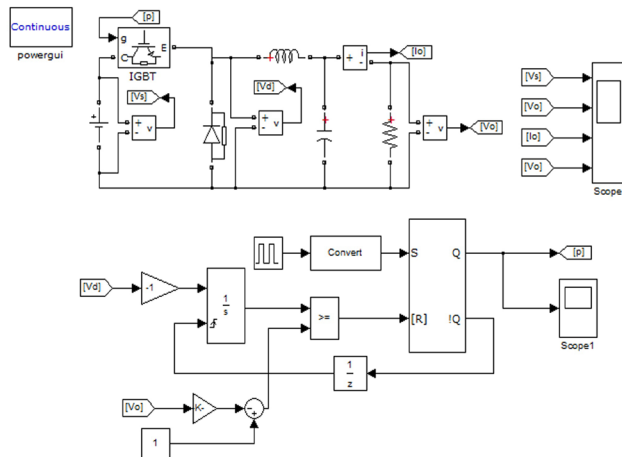 Continuous
powergui
[p]
g
C
E
IGBT
[Vs]
+
-
v
[Vd]
+
-
v
+
-
i
[Io]
+
-
v
[Vo]
[Vs]
[Vo]
[Io]
[Vo]
Scope
[Vd]
-1
1
s
Convert
>=
S
Q
[R]
!Q
[p]
Scope1
1
z
[Vo]
K-
-
+
1